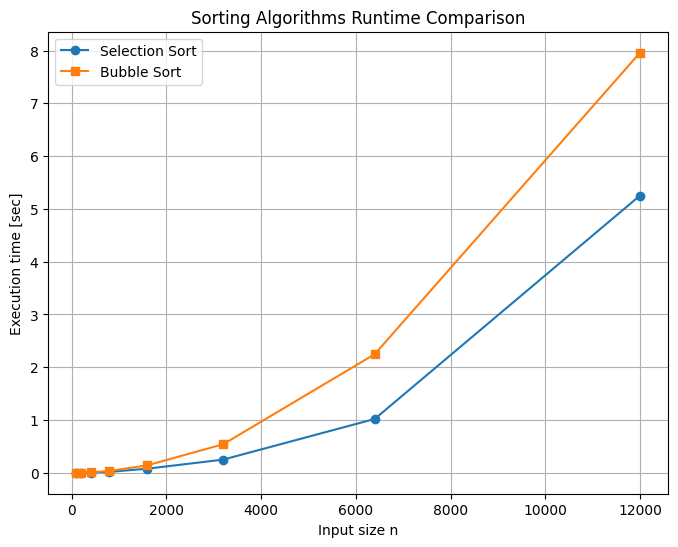 Sorting Algorithms Runtime Comparison
Selection Sort
Bubble Sort
8
7
6
5
4
3
2
1
0
Execution time [sec]
0 2000 4000 6000 8000 10000 12000
Input size n